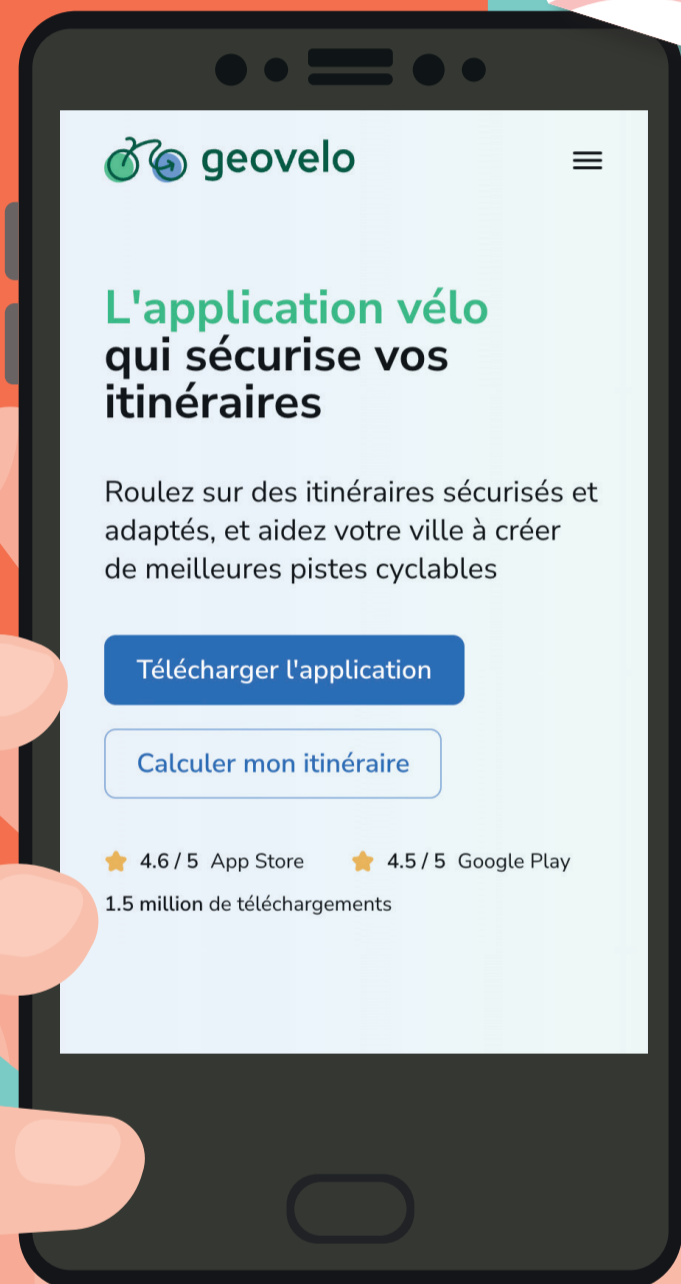 geovelo
L'application vélo
qui sécurise vos
itinéraires
Roulez sur des itinéraires sécurisés et
adaptés, et aidez votre ville à créer
de meilleures pistes cyclables
Télécharger l'application
Calculer mon itinéraire
4.6 / 5 App Store 4.5 / 5 Google Play
1.5 million de téléchargements